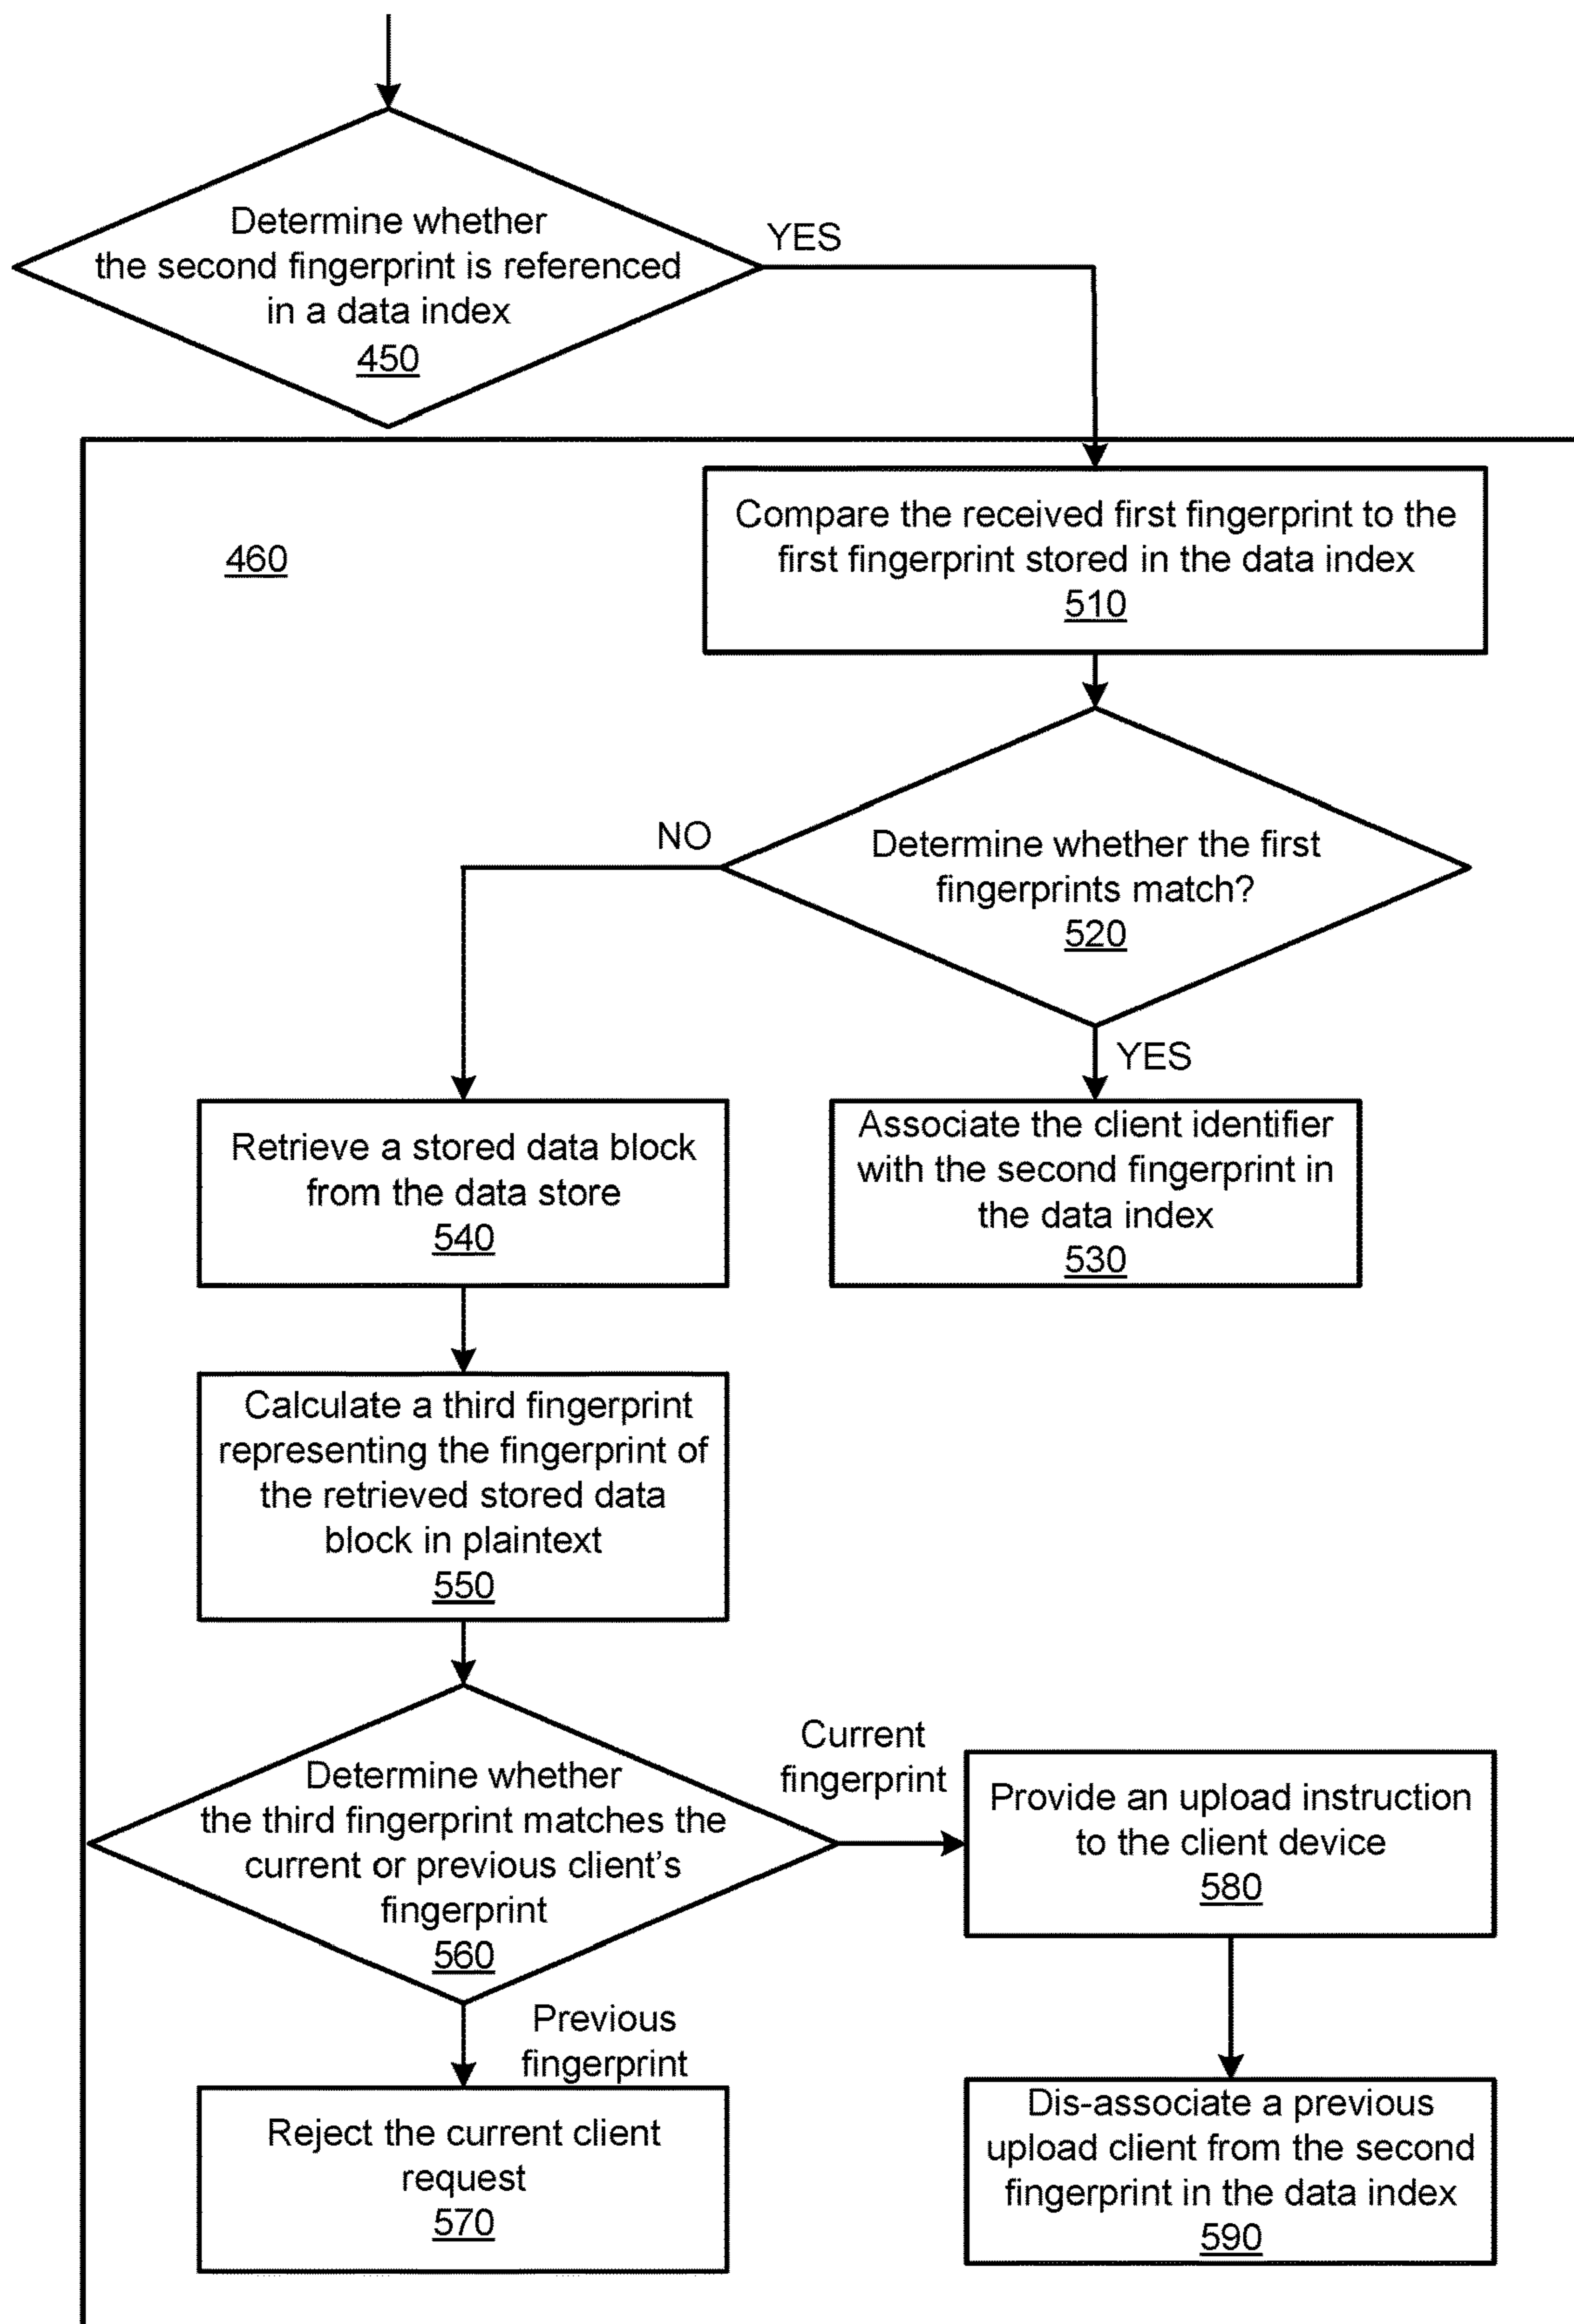 Determine whether
the second fingerprint is referenced
in a data index
450
YES
460
Compare the received first fingerprint to the
first fingerprint stored in the data index
510
NO
Determine whether the first
fingerprints match?
520
YES
Retrieve a stored data block
from the data store
540
Associate the client identifier
with the second fingerprint in
the data index
530
Calculate a third fingerprint
representing the fingerprint of
the retrieved stored data
block in plaintext
550
Determine whether
the third fingerprint matches the
current or previous client's
fingerprint
560
Current
fingerprint
Provide an upload instruction
to the client device
580
Previous
fingerprint
Reject the current client
request
570
Dis-associate a previous
upload client from the second
fingerprint in the data index
590